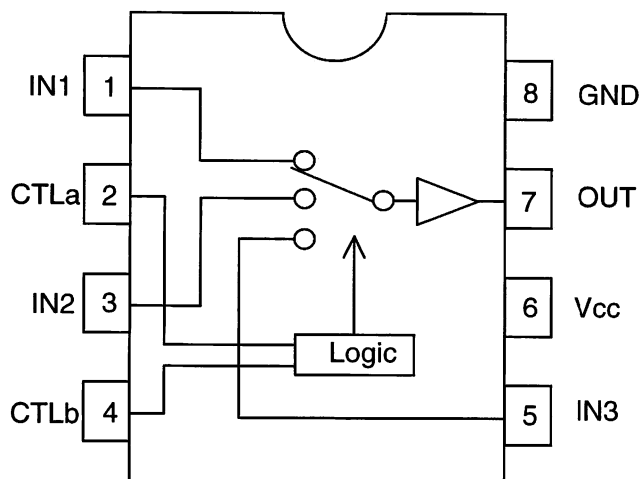 IN1 1
8 GND
CTLa 2
7 OUT
IN2 3
6 Vcc
Logic
CTLb 4
5 IN3